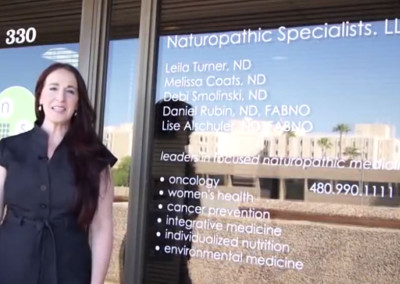 330
Naturopathic Specialists. LL
Leila Turner, ND
Melissa Coats, ND
Debi Smolinski, ND
Daniel Rubin, ND, FABNO
Lise Alschuler, ND, FABNO
leaders in focused naturopathic medic
• oncology
480.990.1111
• women's health
• cancer prevention
• integrative medicine
• individualized nutrition
• environmental medicine
n